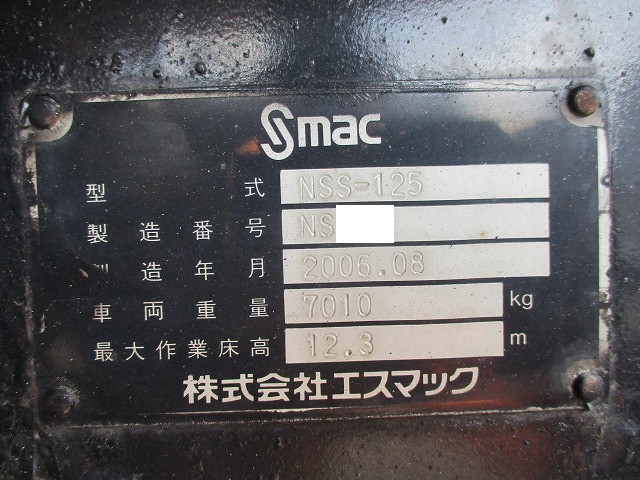 Smac
型式 NSS-125
製造番号 NS
製造年月 2006.08
車両重量 7010 kg
最大作業床高 12.3 m
株式会社エスマック